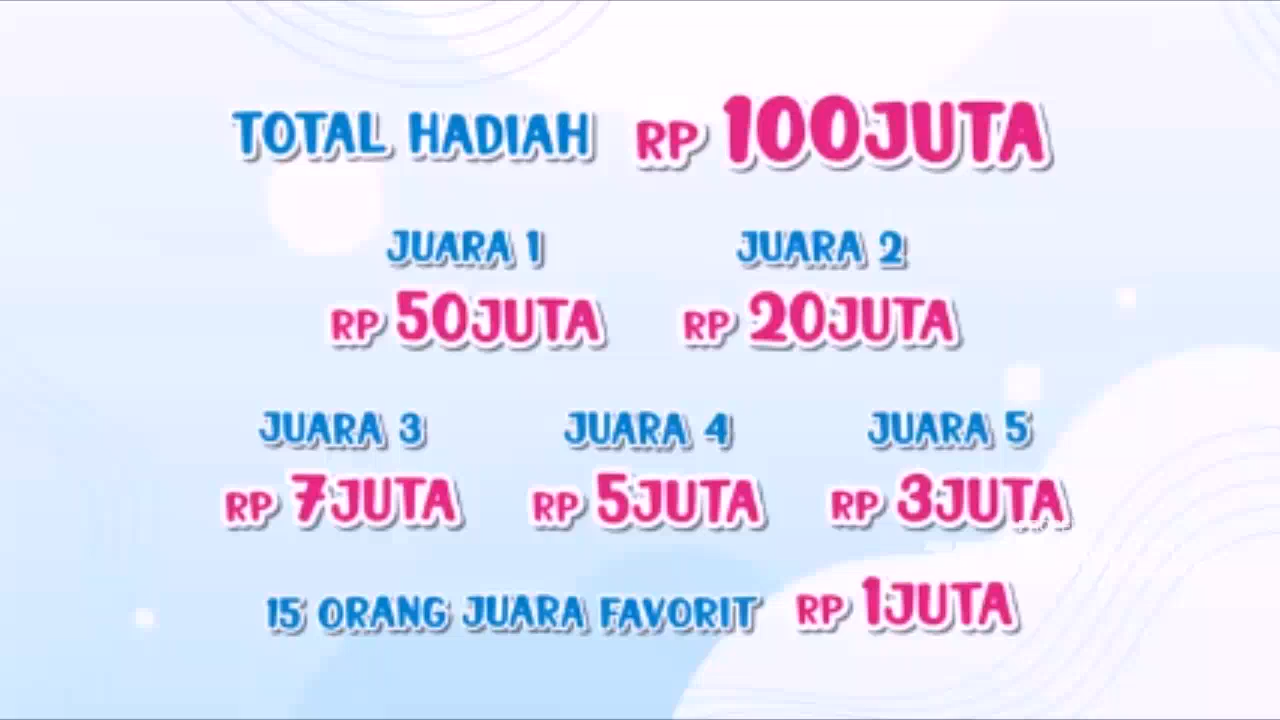 TOTAL HADIAH RP 100JUTA
JUARA 1 JUARA 2
RP 50JUTA RP 20JUTA
JUARA 3 JUARA 4 JUARA 5
RP 7JUTA RP 5JUTA RP 3JUTA
15 ORANG JUARA FAVORIT RP 1JUTA